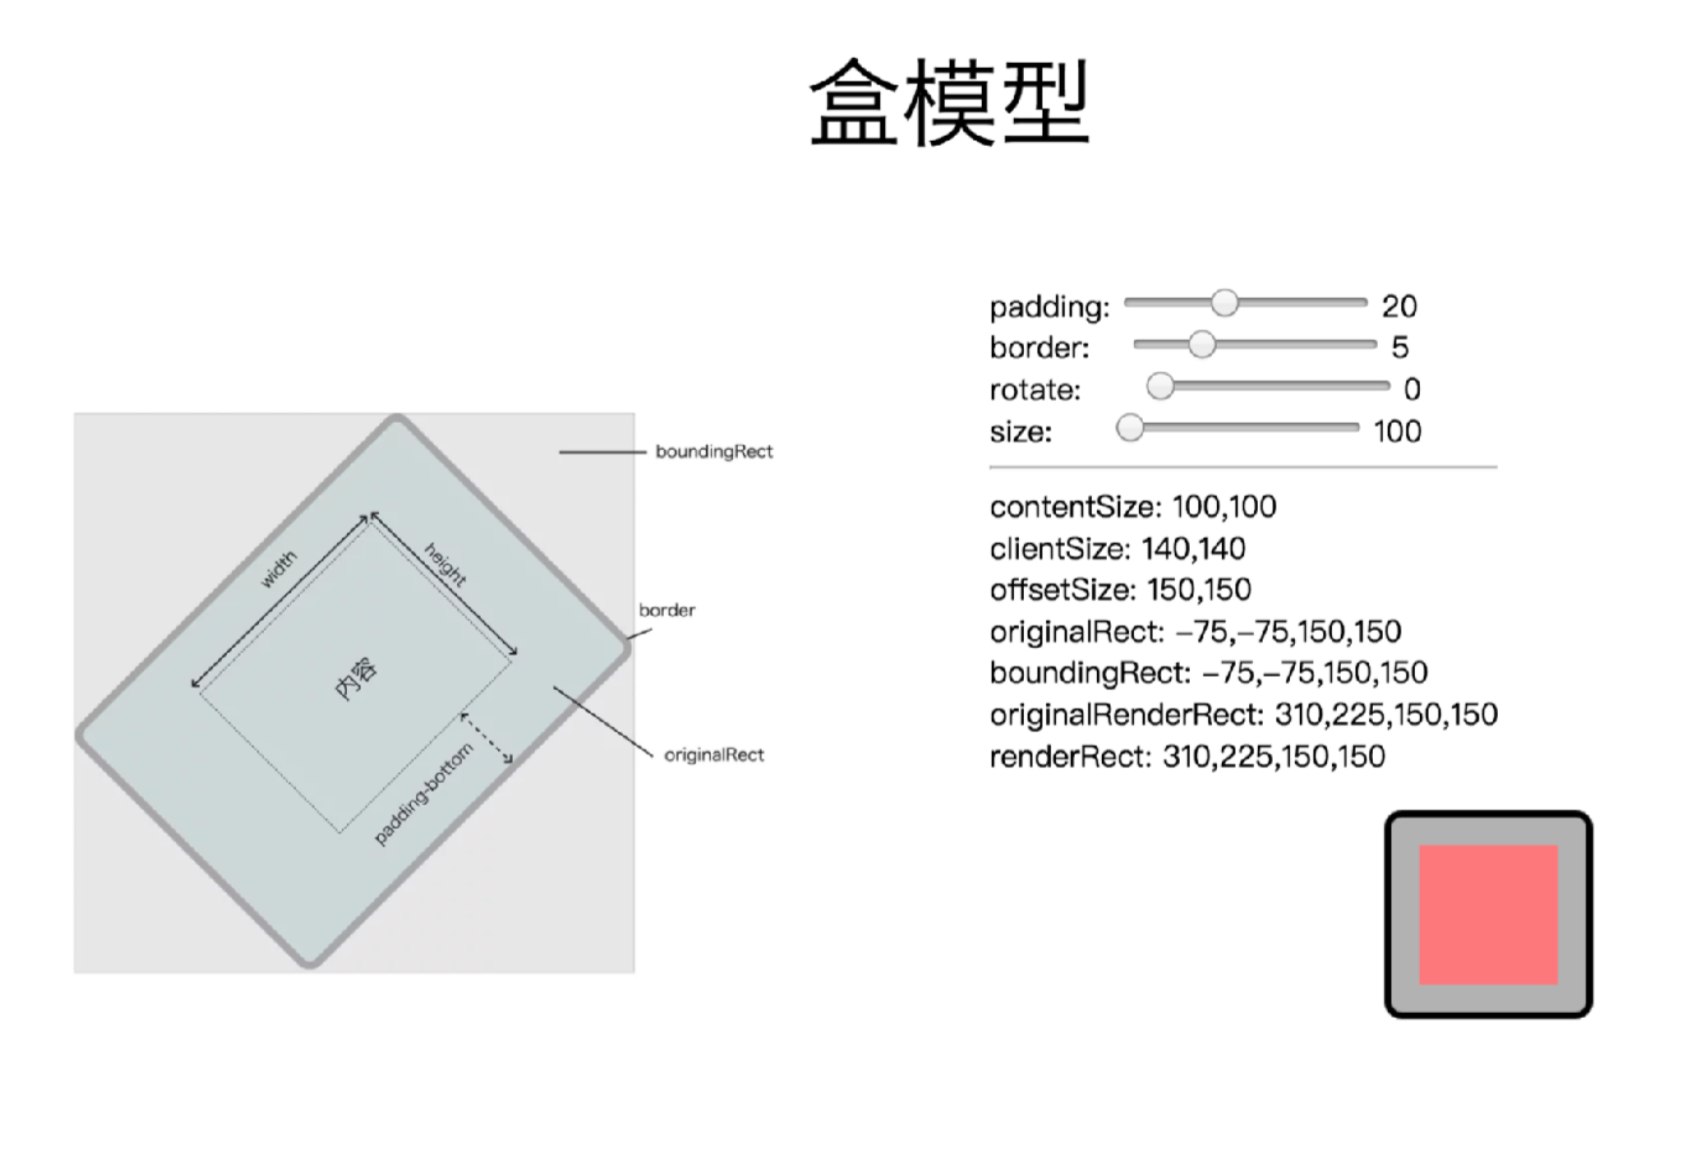 盒模型
boundingRect
width
height
border
内容
originalRect
padding-bottom
padding: 20
border: 5
rotate: 0
size: 100
contentSize: 100,100
clientSize: 140,140
offsetSize: 150,150
originalRect: −75,−75,150,150
boundingRect: −75,−75,150,150
originalRenderRect: 310,225,150,150
renderRect: 310,225,150,150